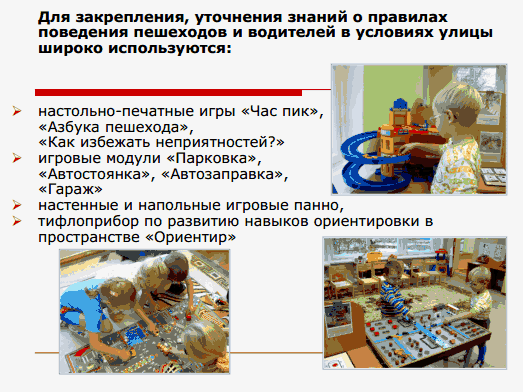 Для закрепления, уточнения знаний о правилах
поведения пешеходов и водителей в условиях улицы
широко используются:
настольно-печатные игры «Час пик»,
«Азбука пешехода»,
«Как избежать неприятностей?»
игровые модули «Парковка»,
«Автостоянка», «Автозаправка»,
«Гараж»
настенные и напольные игровые панно,
тифлоприбор по развитию навыков ориентировки в
пространстве «Ориентир»